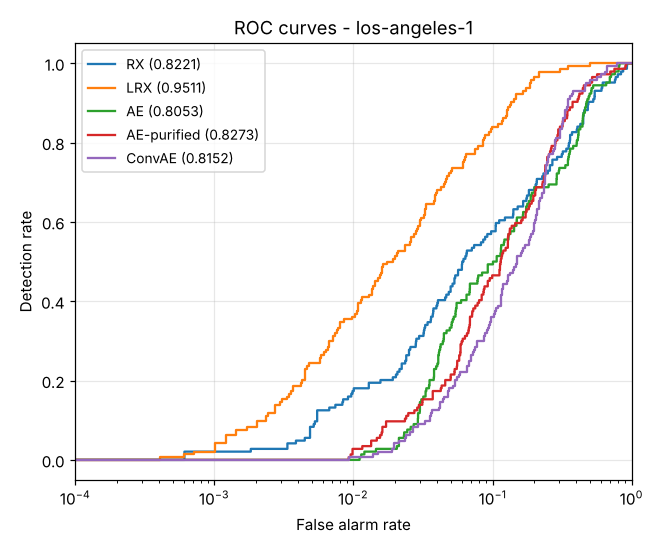 ROC curves - los-angeles-1
RX (0.8221)
LRX (0.9511)
AE (0.8053)
AE-purified (0.8273)
ConvAE (0.8152)
Detection rate
1.0
0.8
0.6
0.4
0.2
0.0
10⁻⁴ 10⁻³ 10⁻² 10⁻¹ 10⁰
False alarm rate